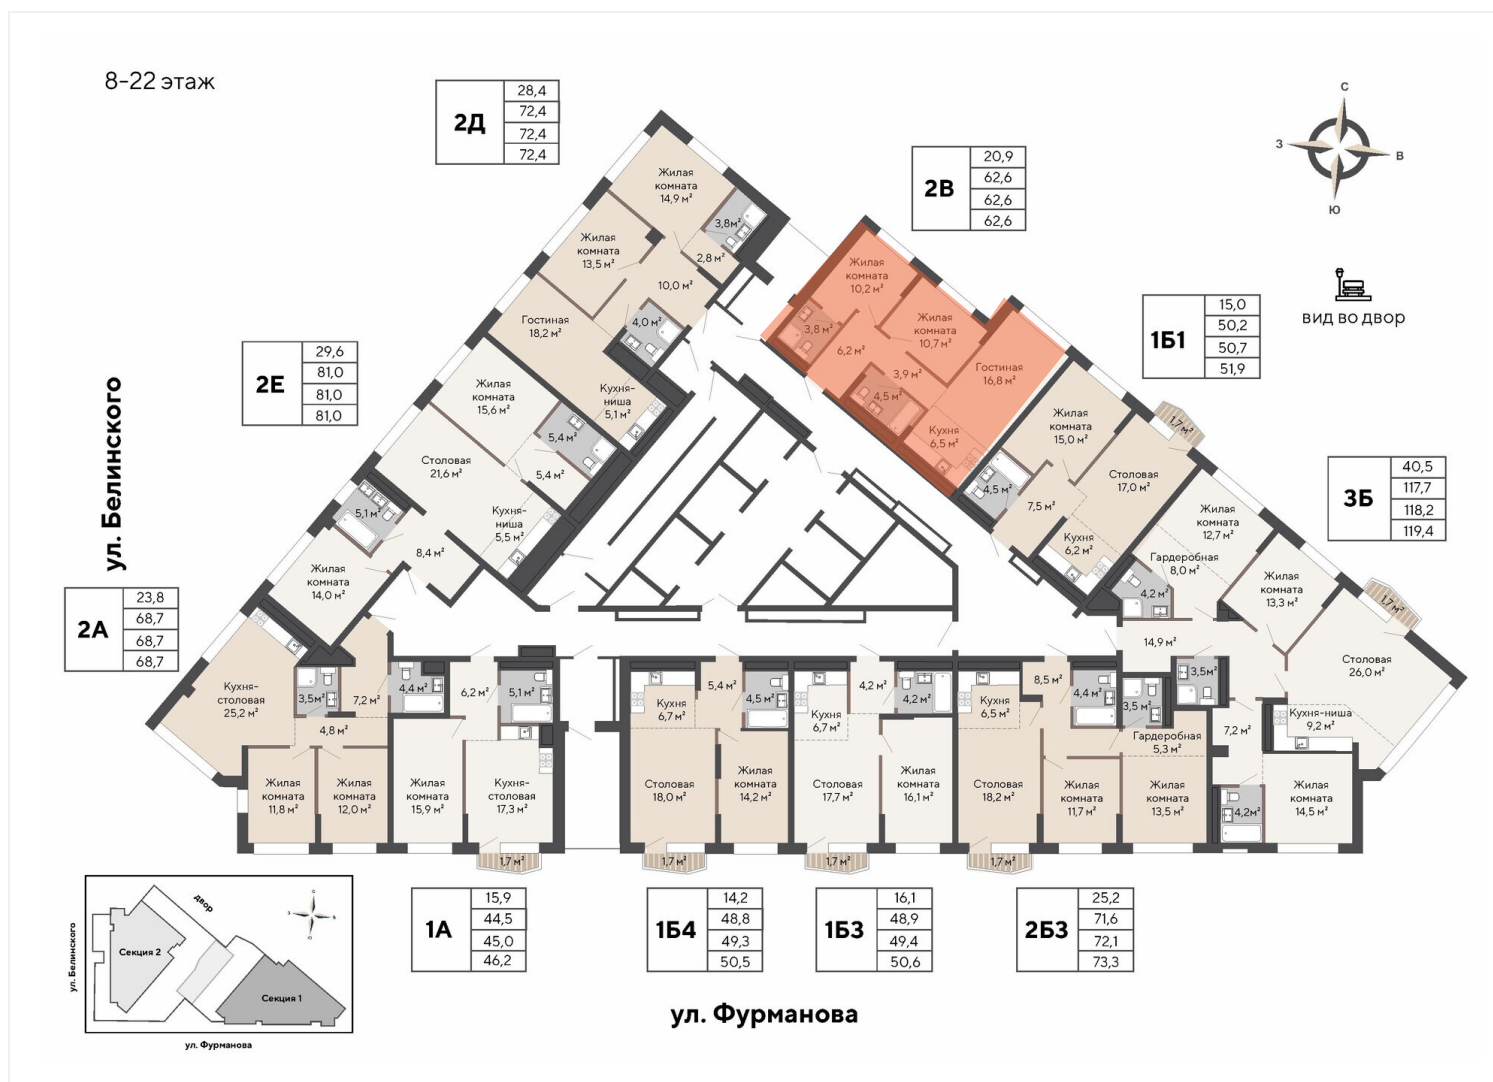 8-22 этаж
2Д
28,4
72,4
72,4
72,4
2В
20,9
62,6
62,6
62,6
С
З
В
Ю
вид во двор
1Б1
15,0
50,2
50,7
51,9
2Е
29,6
81,0
81,0
81,0
3Б
40,5
117,7
118,2
119,4
2А
23,8
68,7
68,7
68,7
ул. Белинского
Жилая
комната
14,9 м²
3,8м²
2,8 м²
Жилая
комната
13,5 м²
10,0 м²
Гостиная
18,2 м²
4,0 м²
Кухня-
ниша
5,1 м²
Жилая
комната
15,6 м²
5,4 м²
5,4 м²
Столовая
21,6 м²
Кухня-
ниша
5,5 м²
5,1 м²
8,4 м²
Жилая
комната
14,0 м²
Жилая
комната
10,2 м²
3,8 м²
6,2 м²
Жилая
комната
10,7 м²
3,9 м²
4,5 м²
Гостиная
16,8 м²
Кухня
6,5 м²
Жилая
комната
15,0 м²
1,7 м²
4,5 м²
Столовая
17,0 м²
7,5 м²
Кухня
6,2 м²
Жилая
комната
12,7 м²
Гардеробная
8,0 м²
4,2 м²
Жилая
комната
13,3 м²
1,7 м²
14,9 м²
Столовая
26,0 м²
3,5м²
Кухня-ниша
9,2 м²
7,2 м²
4,2м²
Жилая
комната
14,5 м²
Кухня-
столовая
25,2 м²
3,5м²
7,2 м²
4,4 м²
4,8 м²
Жилая
комната
11,8 м²
Жилая
комната
12,0 м²
6,2 м²
5,1 м²
Жилая
комната
15,9 м²
Кухня-
столовая
17,3 м²
1,7 м²
5,4 м²
Кухня
6,7 м²
4,5 м²
Столовая
18,0 м²
Жилая
комната
14,2 м²
1,7 м²
4,2 м²
Кухня
6,7 м²
4,2 м²
Столовая
17,7 м²
Жилая
комната
16,1 м²
1,7 м²
8,5 м²
Кухня
6,5 м²
4,4 м²
3,5 м²
Гардеробная
5,3 м²
Столовая
18,2 м²
Жилая
комната
11,7 м²
Жилая
комната
13,5 м²
1,7 м²
1А
15,9
44,5
45,0
46,2
1Б4
14,2
48,8
49,3
50,5
1Б3
16,1
48,9
49,4
50,6
2Б3
25,2
71,6
72,1
73,3
ул. Фурманова
двор
Секция 2
Секция 1
ул. Белинского
ул. Фурманова